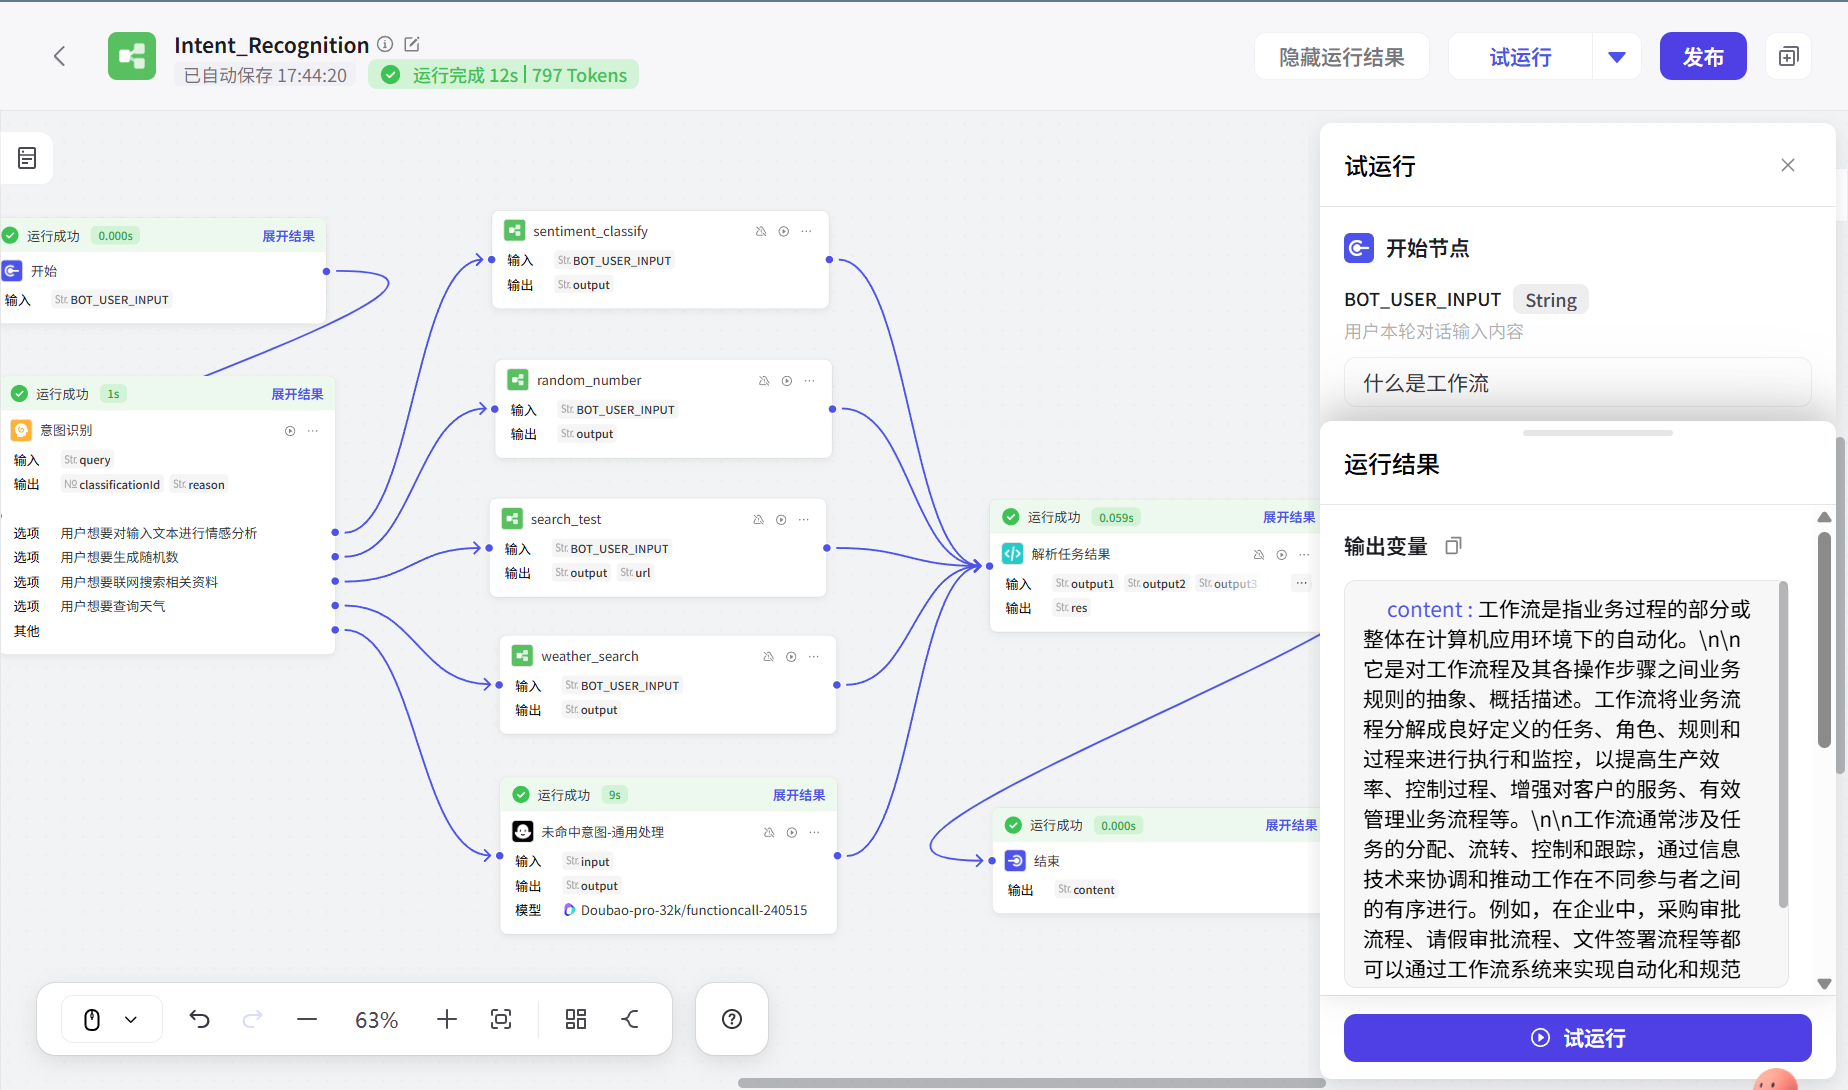 Intent_Recognition
已自动保存 17:44:20
运行完成 12s | 797 Tokens
隐藏运行结果
试运行
发布
运行成功 0.000s 展开结果
开始
输入 Str. BOT_USER_INPUT
运行成功 1s 展开结果
意图识别
输入 Str. query
输出 № classificationId Str. reason
选项 用户想要对输入文本进行情感分析
选项 用户想要生成随机数
选项 用户想要联网搜索相关资料
选项 用户想要查询天气
其他
sentiment_classify
输入 Str. BOT_USER_INPUT
输出 Str. output
random_number
输入 Str. BOT_USER_INPUT
输出 Str. output
search_test
输入 Str. BOT_USER_INPUT
输出 Str. output Str. url
weather_search
输入 Str. BOT_USER_INPUT
输出 Str. output
运行成功 9s 展开结果
未命中意图-通用处理
输入 Str. input
输出 Str. output
模型 Doubao-pro-32k/functioncall-240515
运行成功 0.059s 展开结果
解析任务结果
输入 Str. output1 Str. output2 Str. output3 ...
输出 Str. res
运行成功 0.000s 展开结果
结束
输出 Str. content
63%
试运行
开始节点
BOT_USER_INPUT String
用户本轮对话输入内容
什么是工作流
运行结果
输出变量
content : 工作流是指业务过程的部分或
整体在计算机应用环境下的自动化。\n\n
它是对工作流程及其各操作步骤之间业务
规则的抽象、概括描述。工作流将业务流
程分解成良好定义的任务、角色、规则和
过程来进行执行和监控，以提高生产效
率、控制过程、增强对客户的服务、有效
管理业务流程等。\n\n工作流通常涉及任
务的分配、流转、控制和跟踪，通过信息
技术来协调和推动工作在不同参与者之间
的有序进行。例如，在企业中，采购审批
流程、请假审批流程、文件签署流程等都
可以通过工作流系统来实现自动化和规范
试运行